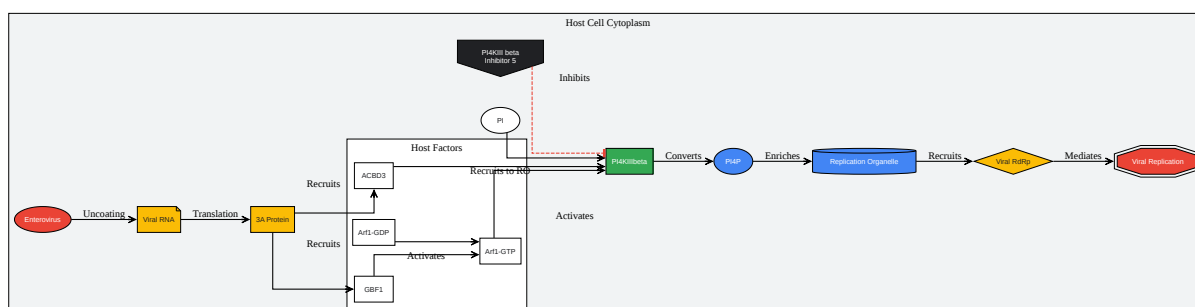 Host Cell Cytoplasm
PI4KIII beta
Inhibitor 5
Inhibits
PI
Host Factors
ACBD3
Recruits to RO
PI4KIIIbeta
Converts
PI4P
Enriches
Replication Organelle
Recruits
Viral RdRp
Mediates
Viral Replication
Recruits
Enterovirus
Uncoating
Viral RNA
Translation
3A Protein
Activates
Arf1-GDP
Recruits
Arf1-GTP
Activates
GBF1